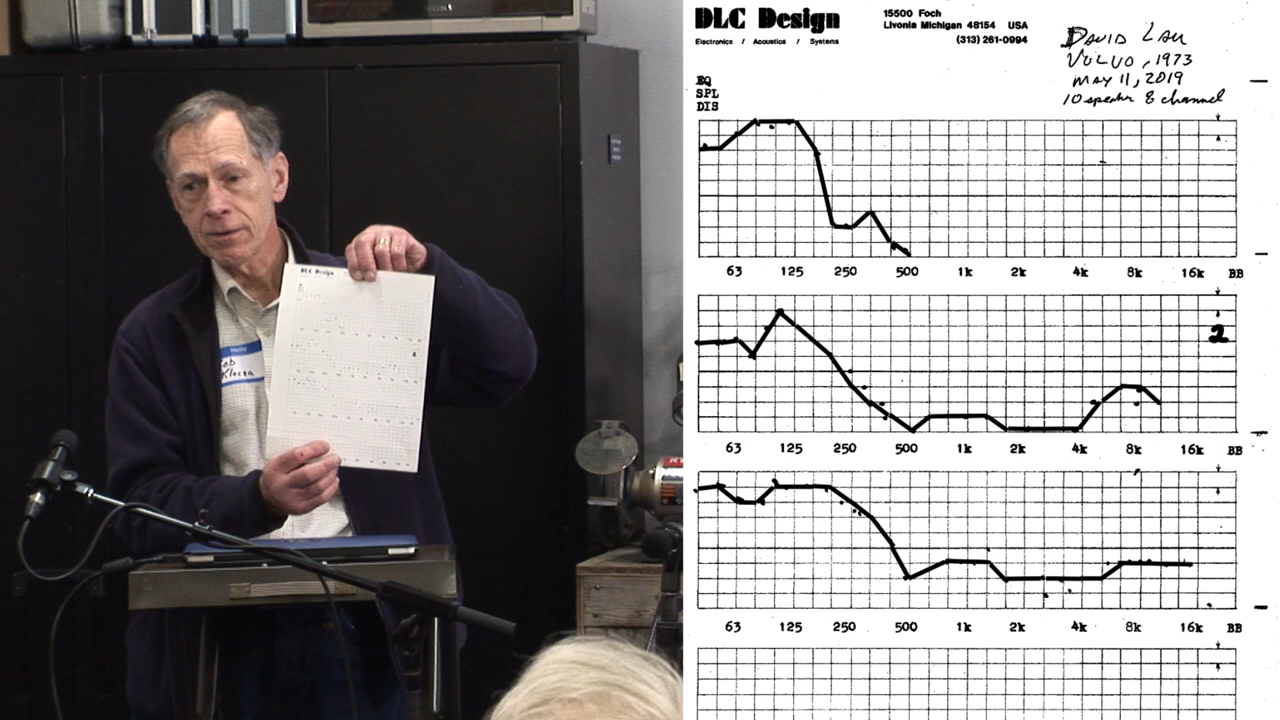 Hello
DLC Design
DLC Design
Electronics / Acoustics / Systems
15500 Foch
Livonia Michigan 48154 USA
(313) 261-0994
DAVID LAU
VOLVO, 1973
MAY 11, 2019
10 speaker 8 channel
EQ
SPL
DIS
63 125 250 500 1k 2k 4k 8k 16k BB
2
63 125 250 500 1k 2k 4k 8k 16k BB
63 125 250 500 1k 2k 4k 8k 16k BB